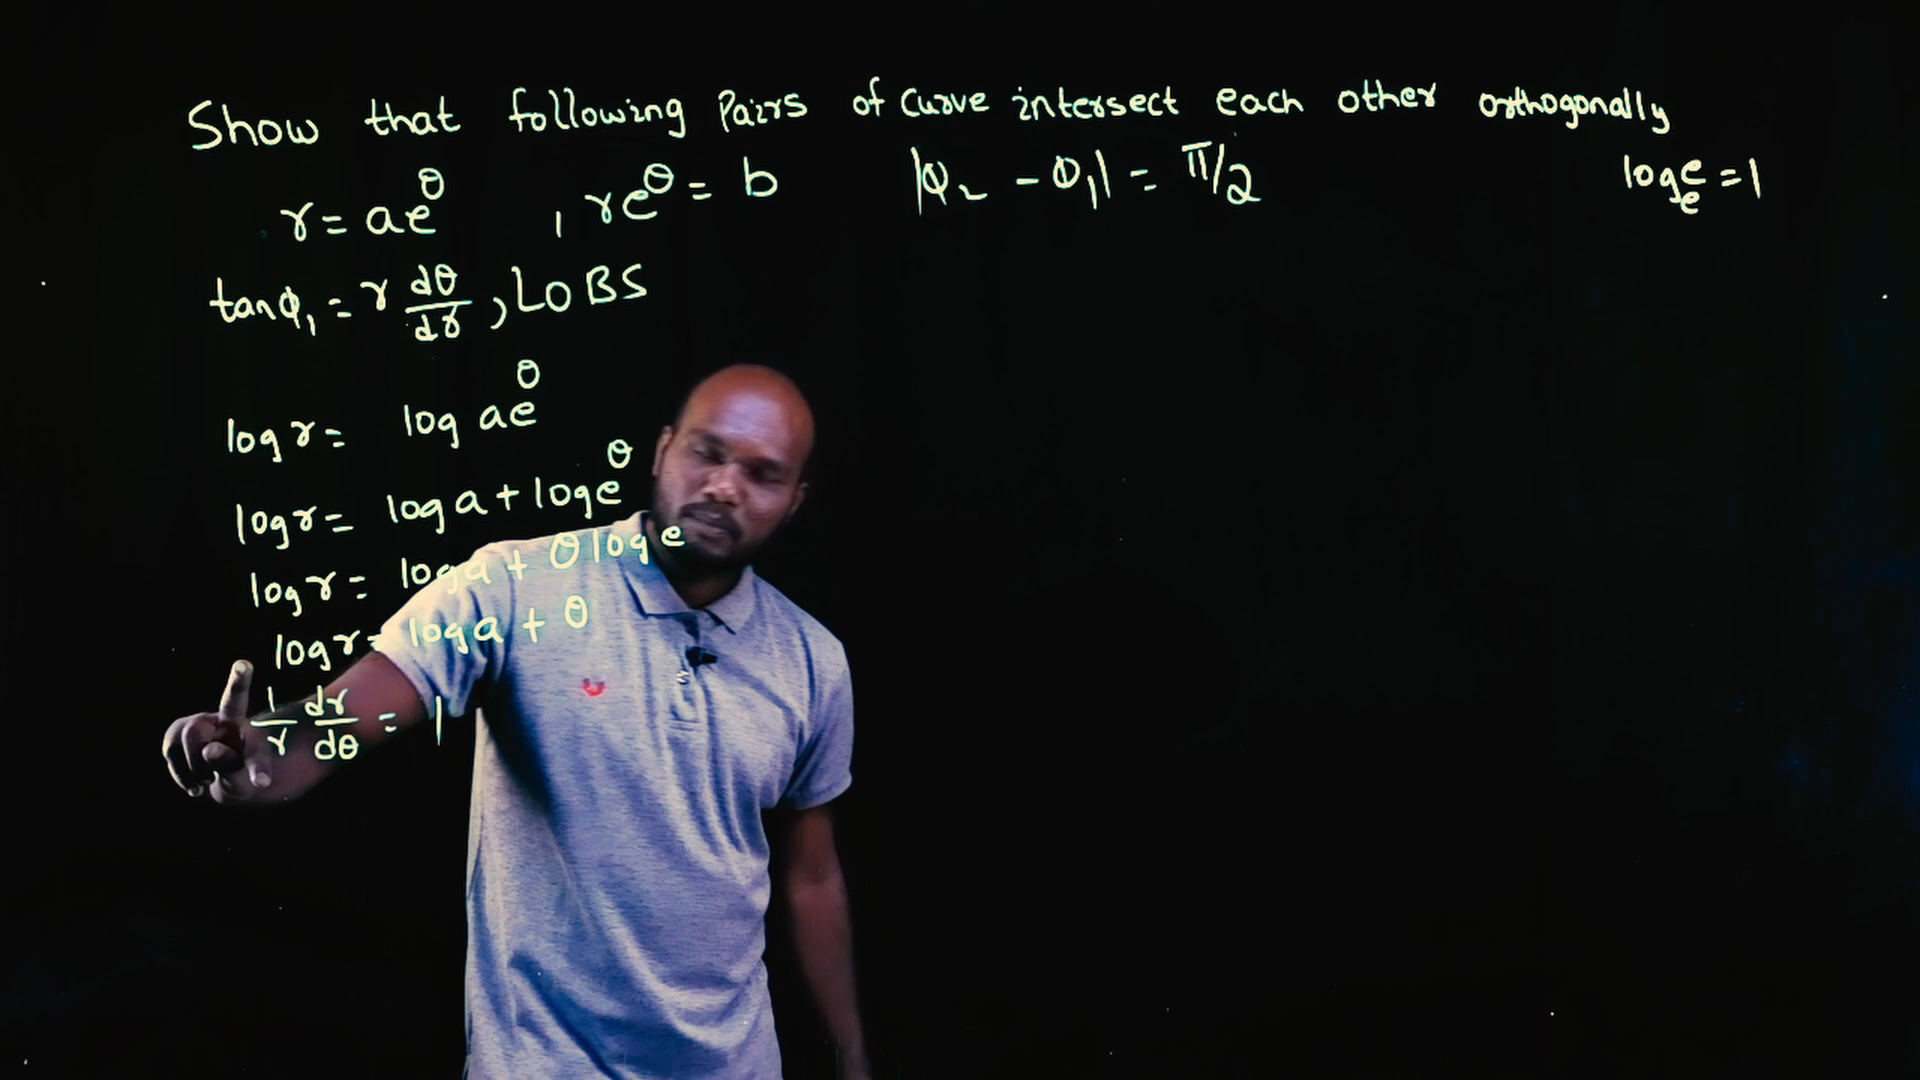 Show that following Pairs of Curve intersect each other orthogonally
r = ae^θ , re^θ = b |Φ₂ - Φ₁| = π/2 logₑe = 1
tanφ₁ = r dθ/dr , LOBS
log r = log ae^θ
log r = log a + log e^θ
log r = log a + θ log e
log r = log a + θ
1/r dr/dθ = 1